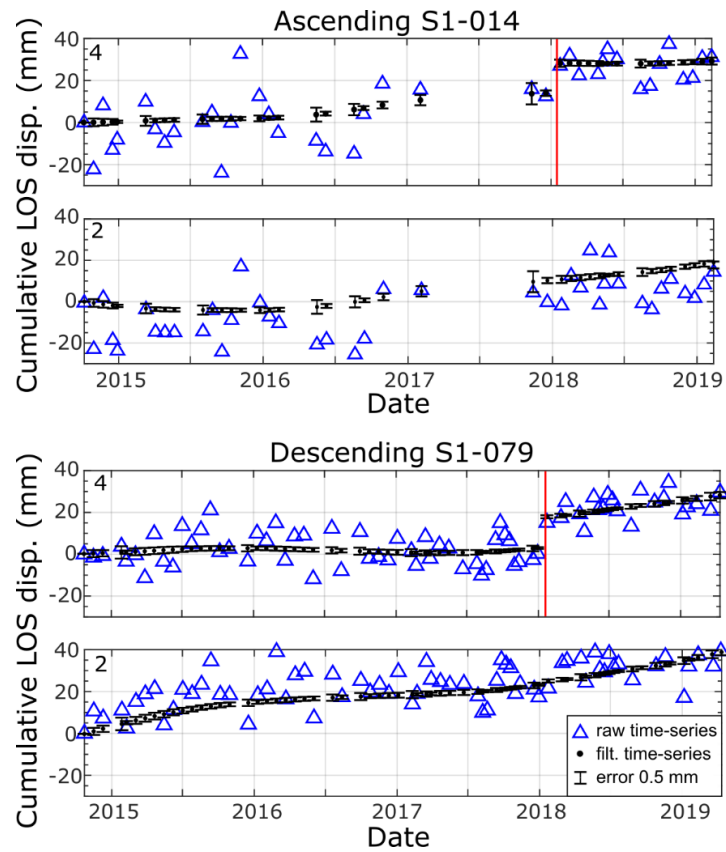 Ascending S1-014
Cumulative LOS disp. (mm)
4
40
20
0
-20
2
40
20
0
-20
2015 2016 2017 2018 2019
Date
Descending S1-079
Cumulative LOS disp. (mm)
4
40
20
0
-20
2
40
20
0
-20
raw time-series
filt. time-series
error 0.5 mm
2015 2016 2017 2018 2019
Date